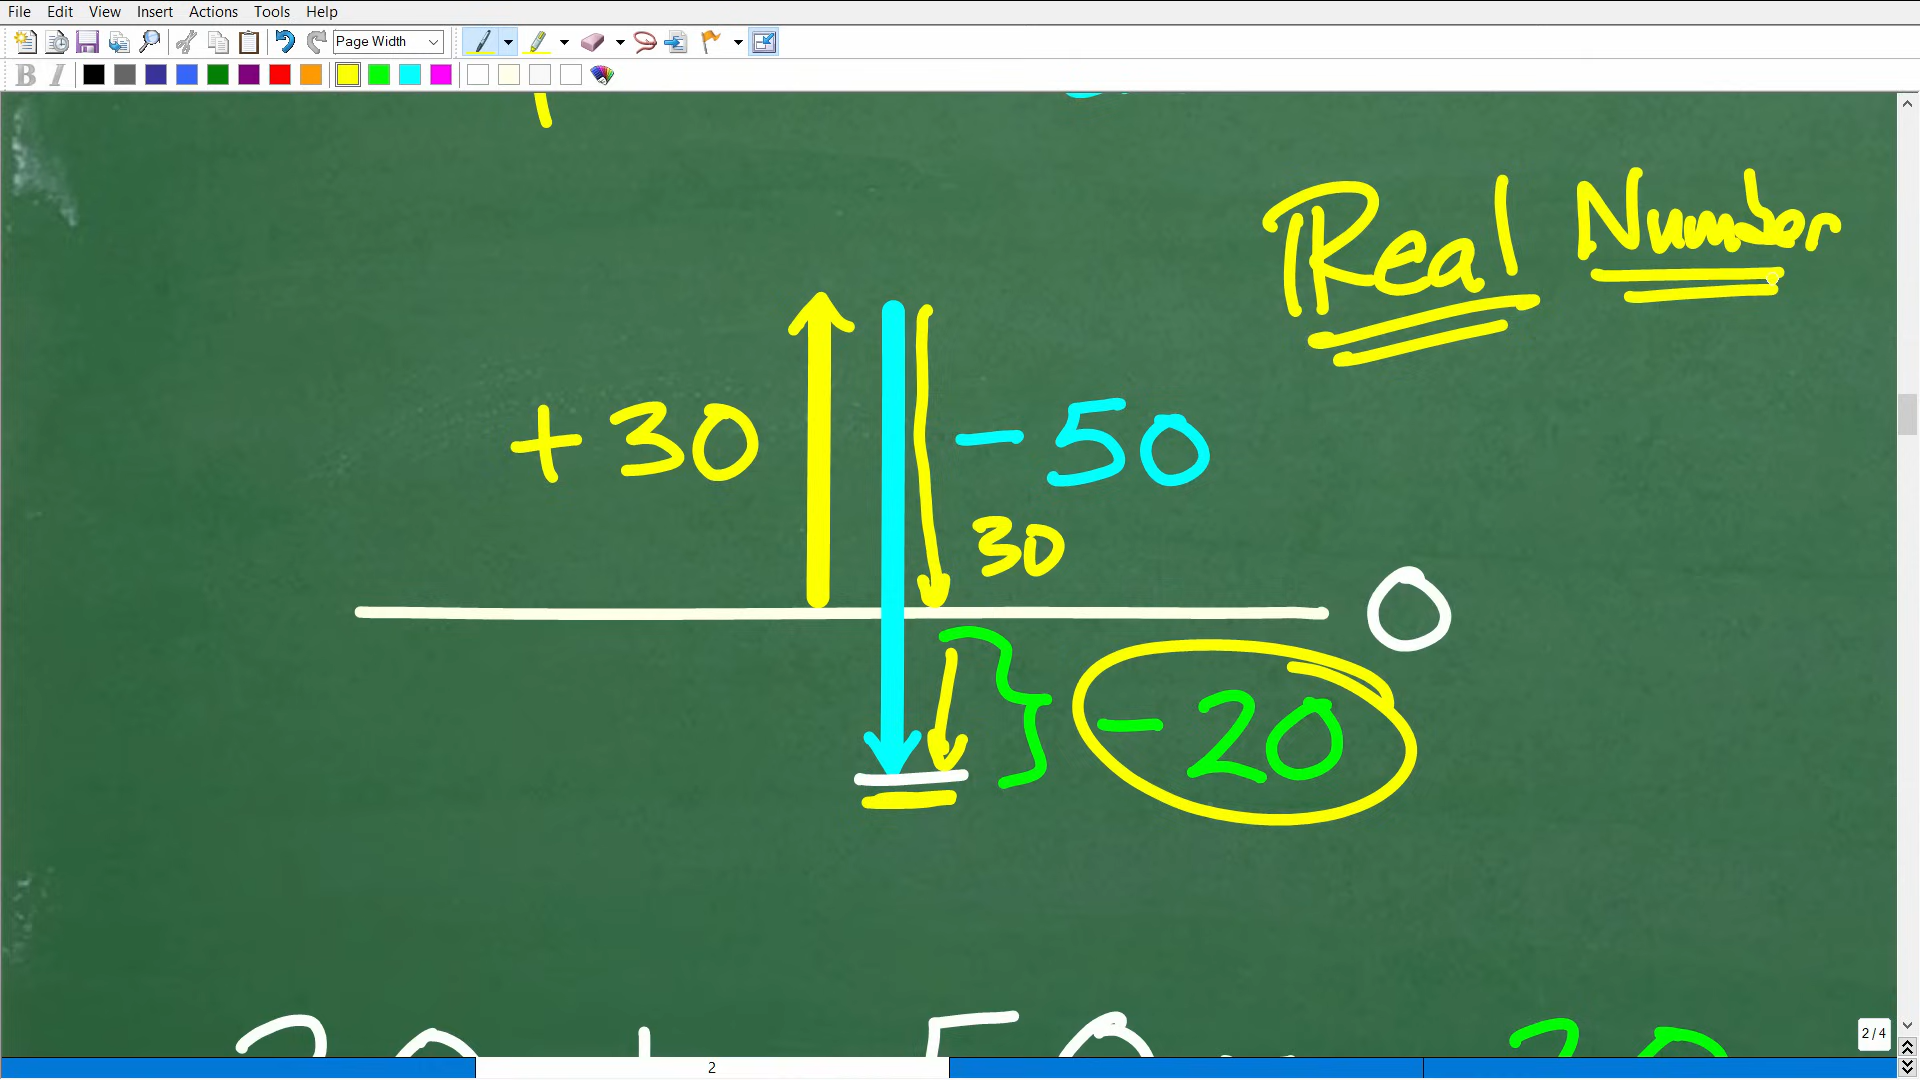 File Edit View Insert Actions Tools Help
Page Width
B I
Real Number
+30
-50
30
0
-20
2/4
2